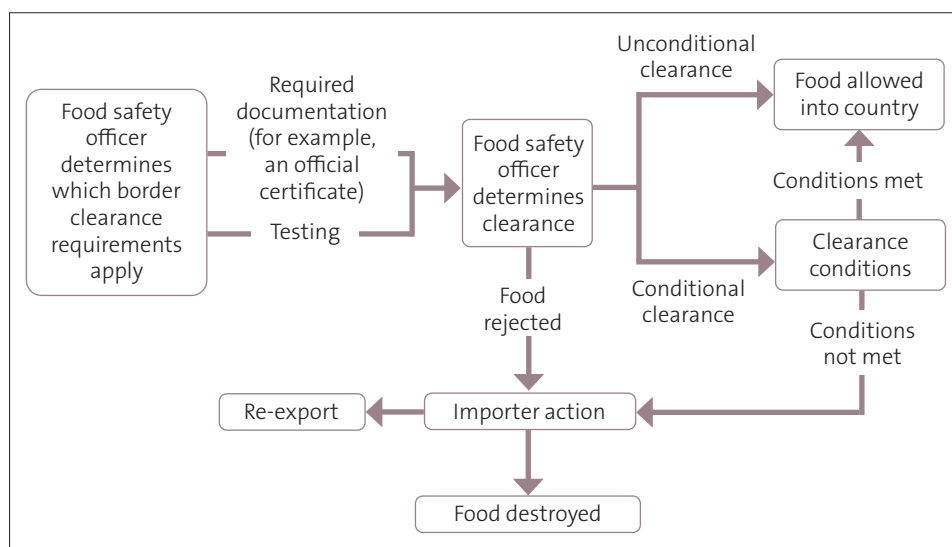 Food safety
officer
determines
which border
clearance
requirements
apply
Required
documentation
(for example,
an official
certificate)
Testing
Food safety
officer
determines
clearance
Unconditional
clearance
Food allowed
into country
Conditions met
Clearance
conditions
Conditional
clearance
Food
rejected
Conditions
not met
Re-export
Importer action
Food destroyed